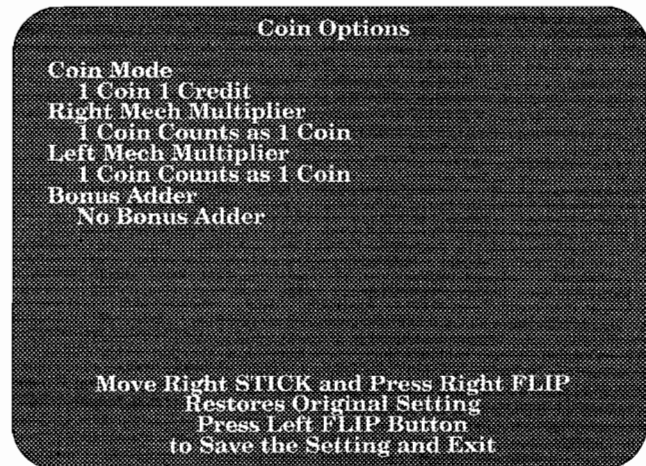 Coin Options
Coin Mode
1 Coin 1 Credit
Right Mech Multiplier
1 Coin Counts as 1 Coin
Left Mech Multiplier
1 Coin Counts as 1 Coin
Bonus Adder
No Bonus Adder
Move Right STICK and Press Right FLIP
Restores Original Setting
Press Left FLIP Button
to Save the Setting and Exit